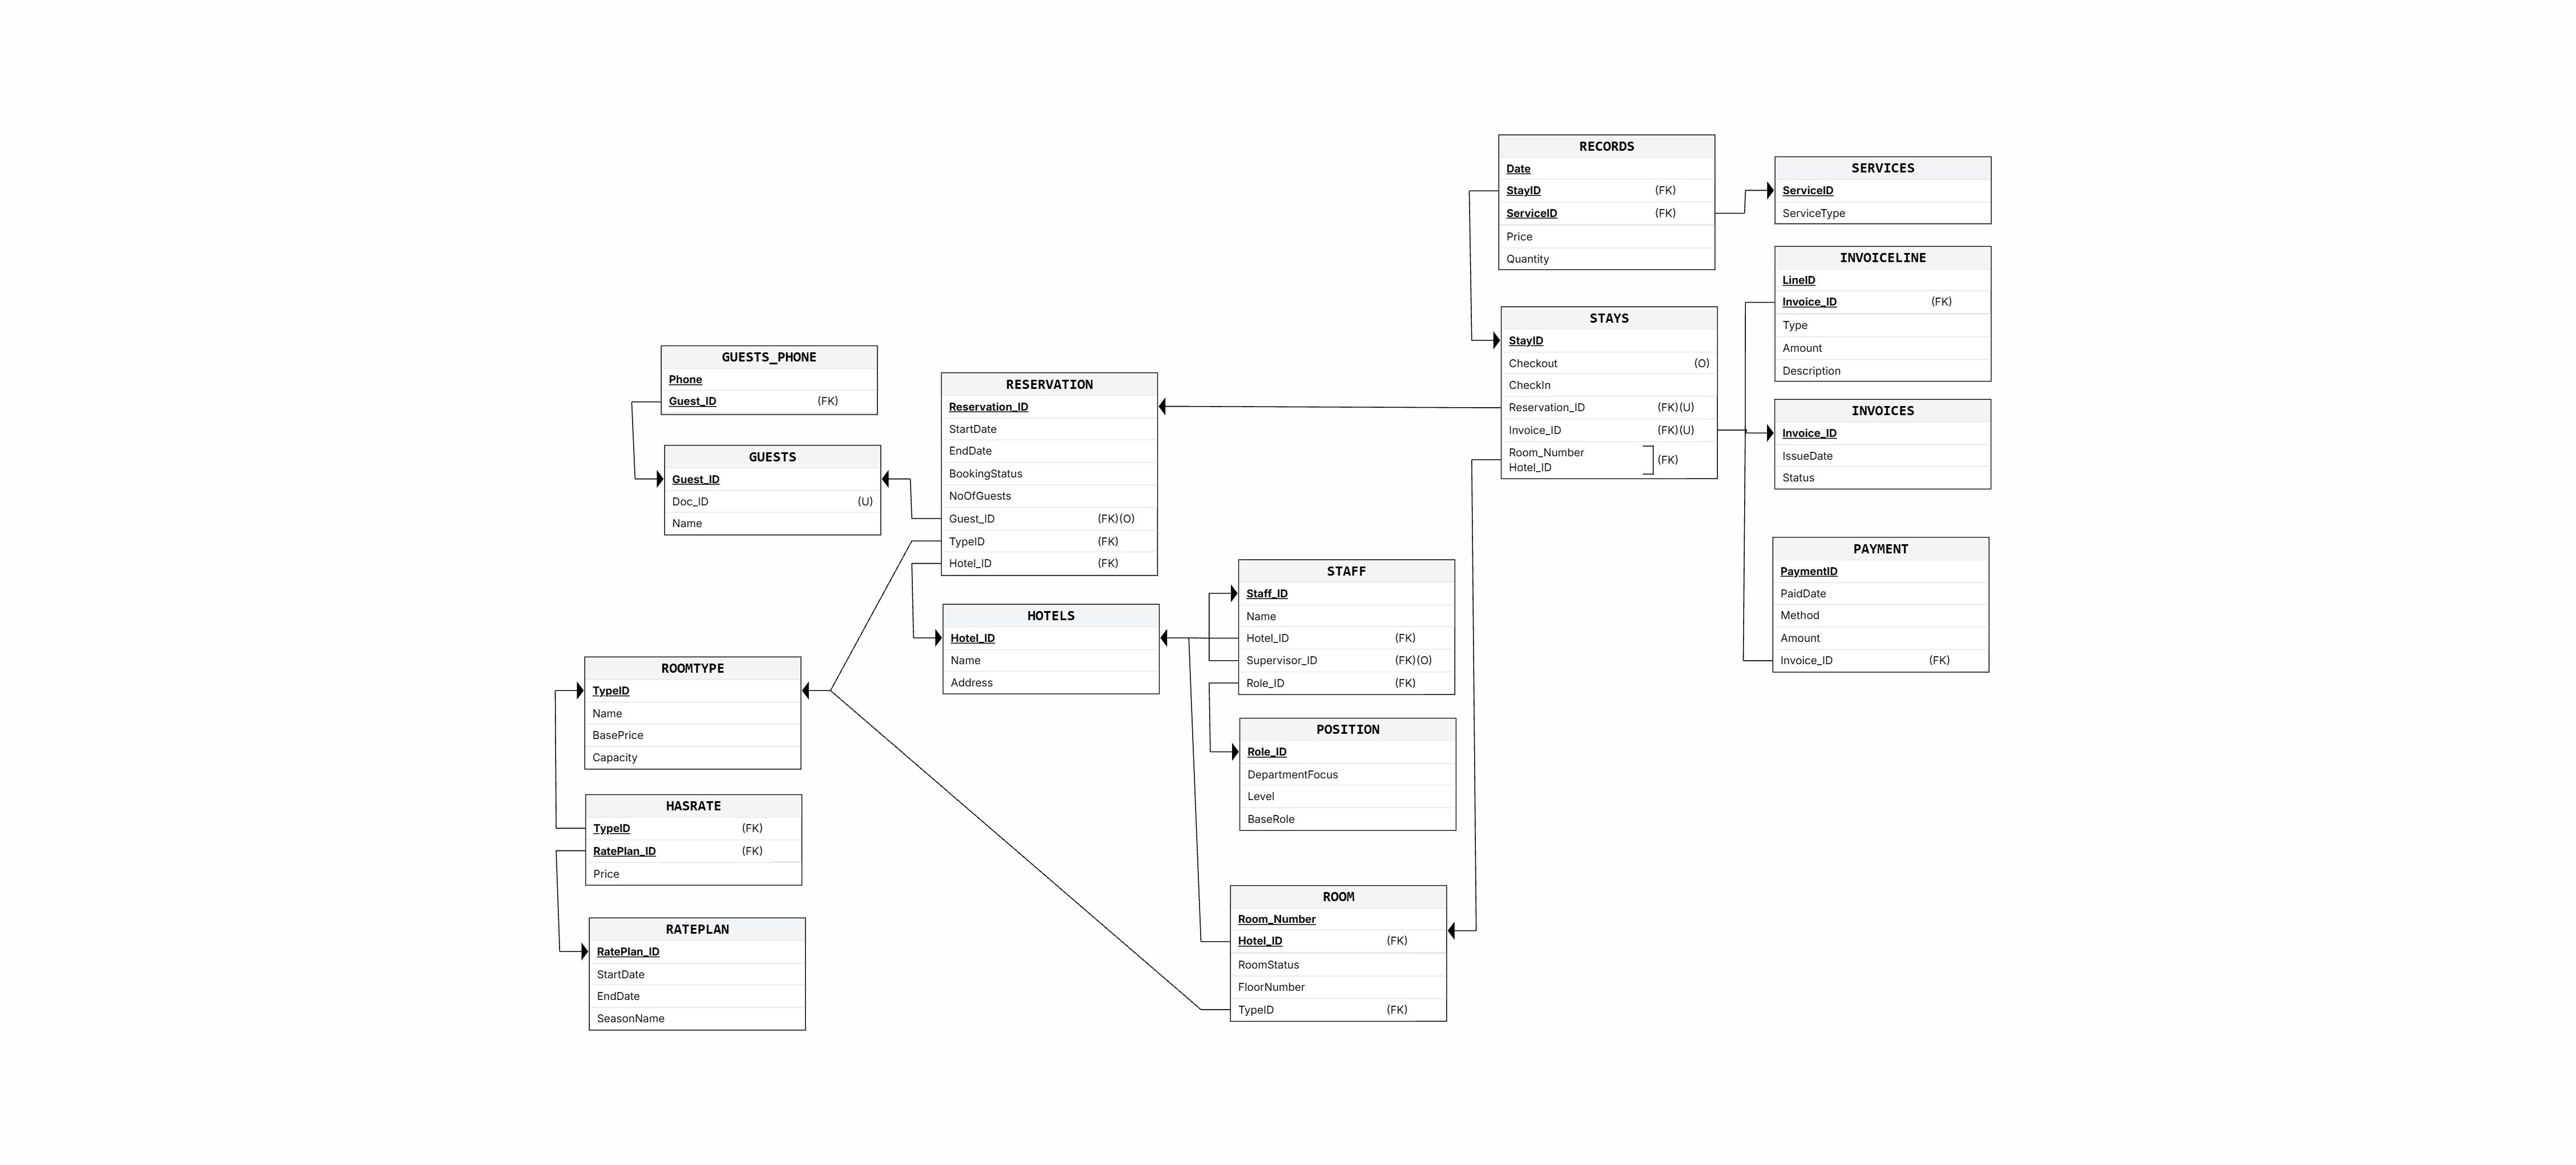 RECORDS
Date
StayID (FK)
ServiceID (FK)
Price
Quantity
SERVICES
ServiceID
ServiceType
INVOICELINE
LineID
Invoice_ID (FK)
Type
Amount
Description
STAYS
StayID
Checkout (O)
CheckIn
Reservation_ID (FK)(U)
Invoice_ID (FK)(U)
Room_Number
Hotel_ID
(FK)
INVOICES
Invoice_ID
IssueDate
Status
PAYMENT
PaymentID
PaidDate
Method
Amount
Invoice_ID (FK)
GUESTS_PHONE
Phone
Guest_ID (FK)
GUESTS
Guest_ID
Doc_ID (U)
Name
RESERVATION
Reservation_ID
StartDate
EndDate
BookingStatus
NoOfGuests
Guest_ID (FK)(O)
TypeID (FK)
Hotel_ID (FK)
HOTELS
Hotel_ID
Name
Address
STAFF
Staff_ID
Name
Hotel_ID (FK)
Supervisor_ID (FK)(O)
Role_ID (FK)
POSITION
Role_ID
DepartmentFocus
Level
BaseRole
ROOMTYPE
TypeID
Name
BasePrice
Capacity
HASRATE
TypeID (FK)
RatePlan_ID (FK)
Price
RATEPLAN
RatePlan_ID
StartDate
EndDate
SeasonName
ROOM
Room_Number
Hotel_ID (FK)
RoomStatus
FloorNumber
TypeID (FK)